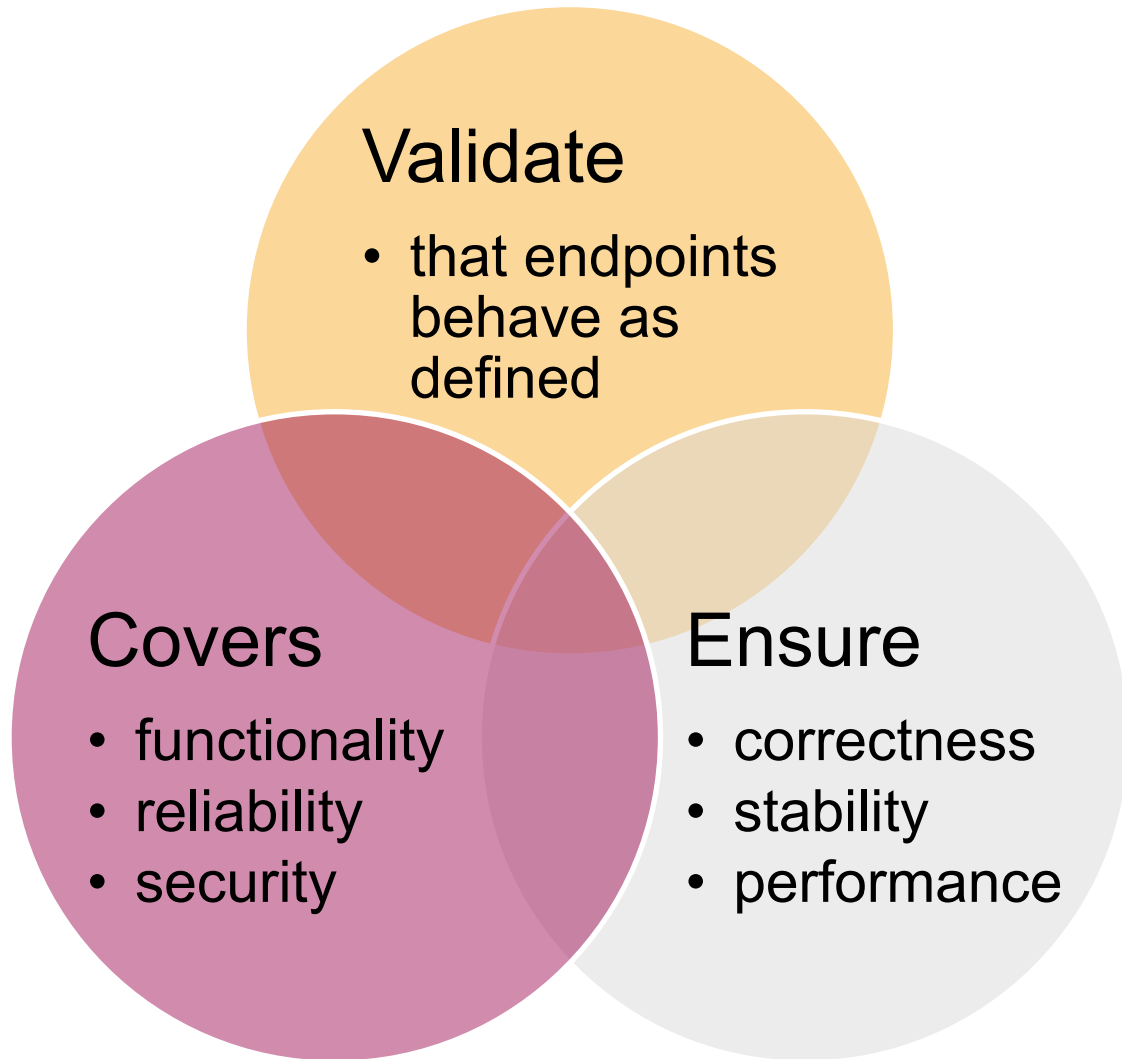 Validate
• that endpoints
behave as
defined
Covers
• functionality
• reliability
• security
Ensure
• correctness
• stability
• performance